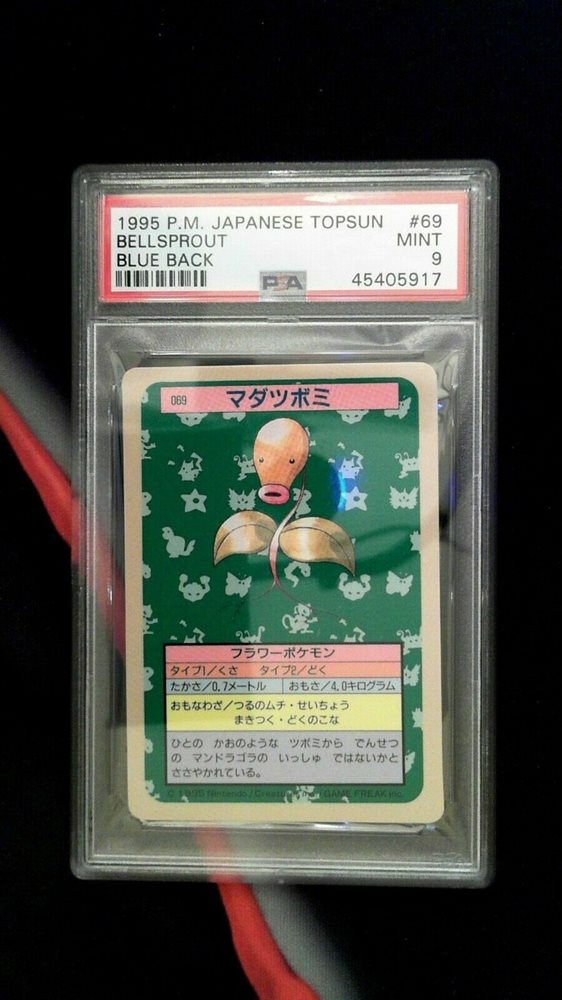 1995 P.M. JAPANESE TOPSUN #69
BELLSPROUT MINT
BLUE BACK 9
PSA 45405917
069 マダツボミ
フラワーポケモン
タイプ1/くさ タイプ2/どく
たかさ/0.7メートル おもさ/4.0キログラム
おもなわざ/つるのムチ・せいちょう
まきつく・どくのこな
ひとの かおのような ツボミから でんせつ
の マンドラゴラの いっしゅ ではないかと
ささやかれている。
© 1995 Nintendo/Creatures inc./GAME FREAK inc.